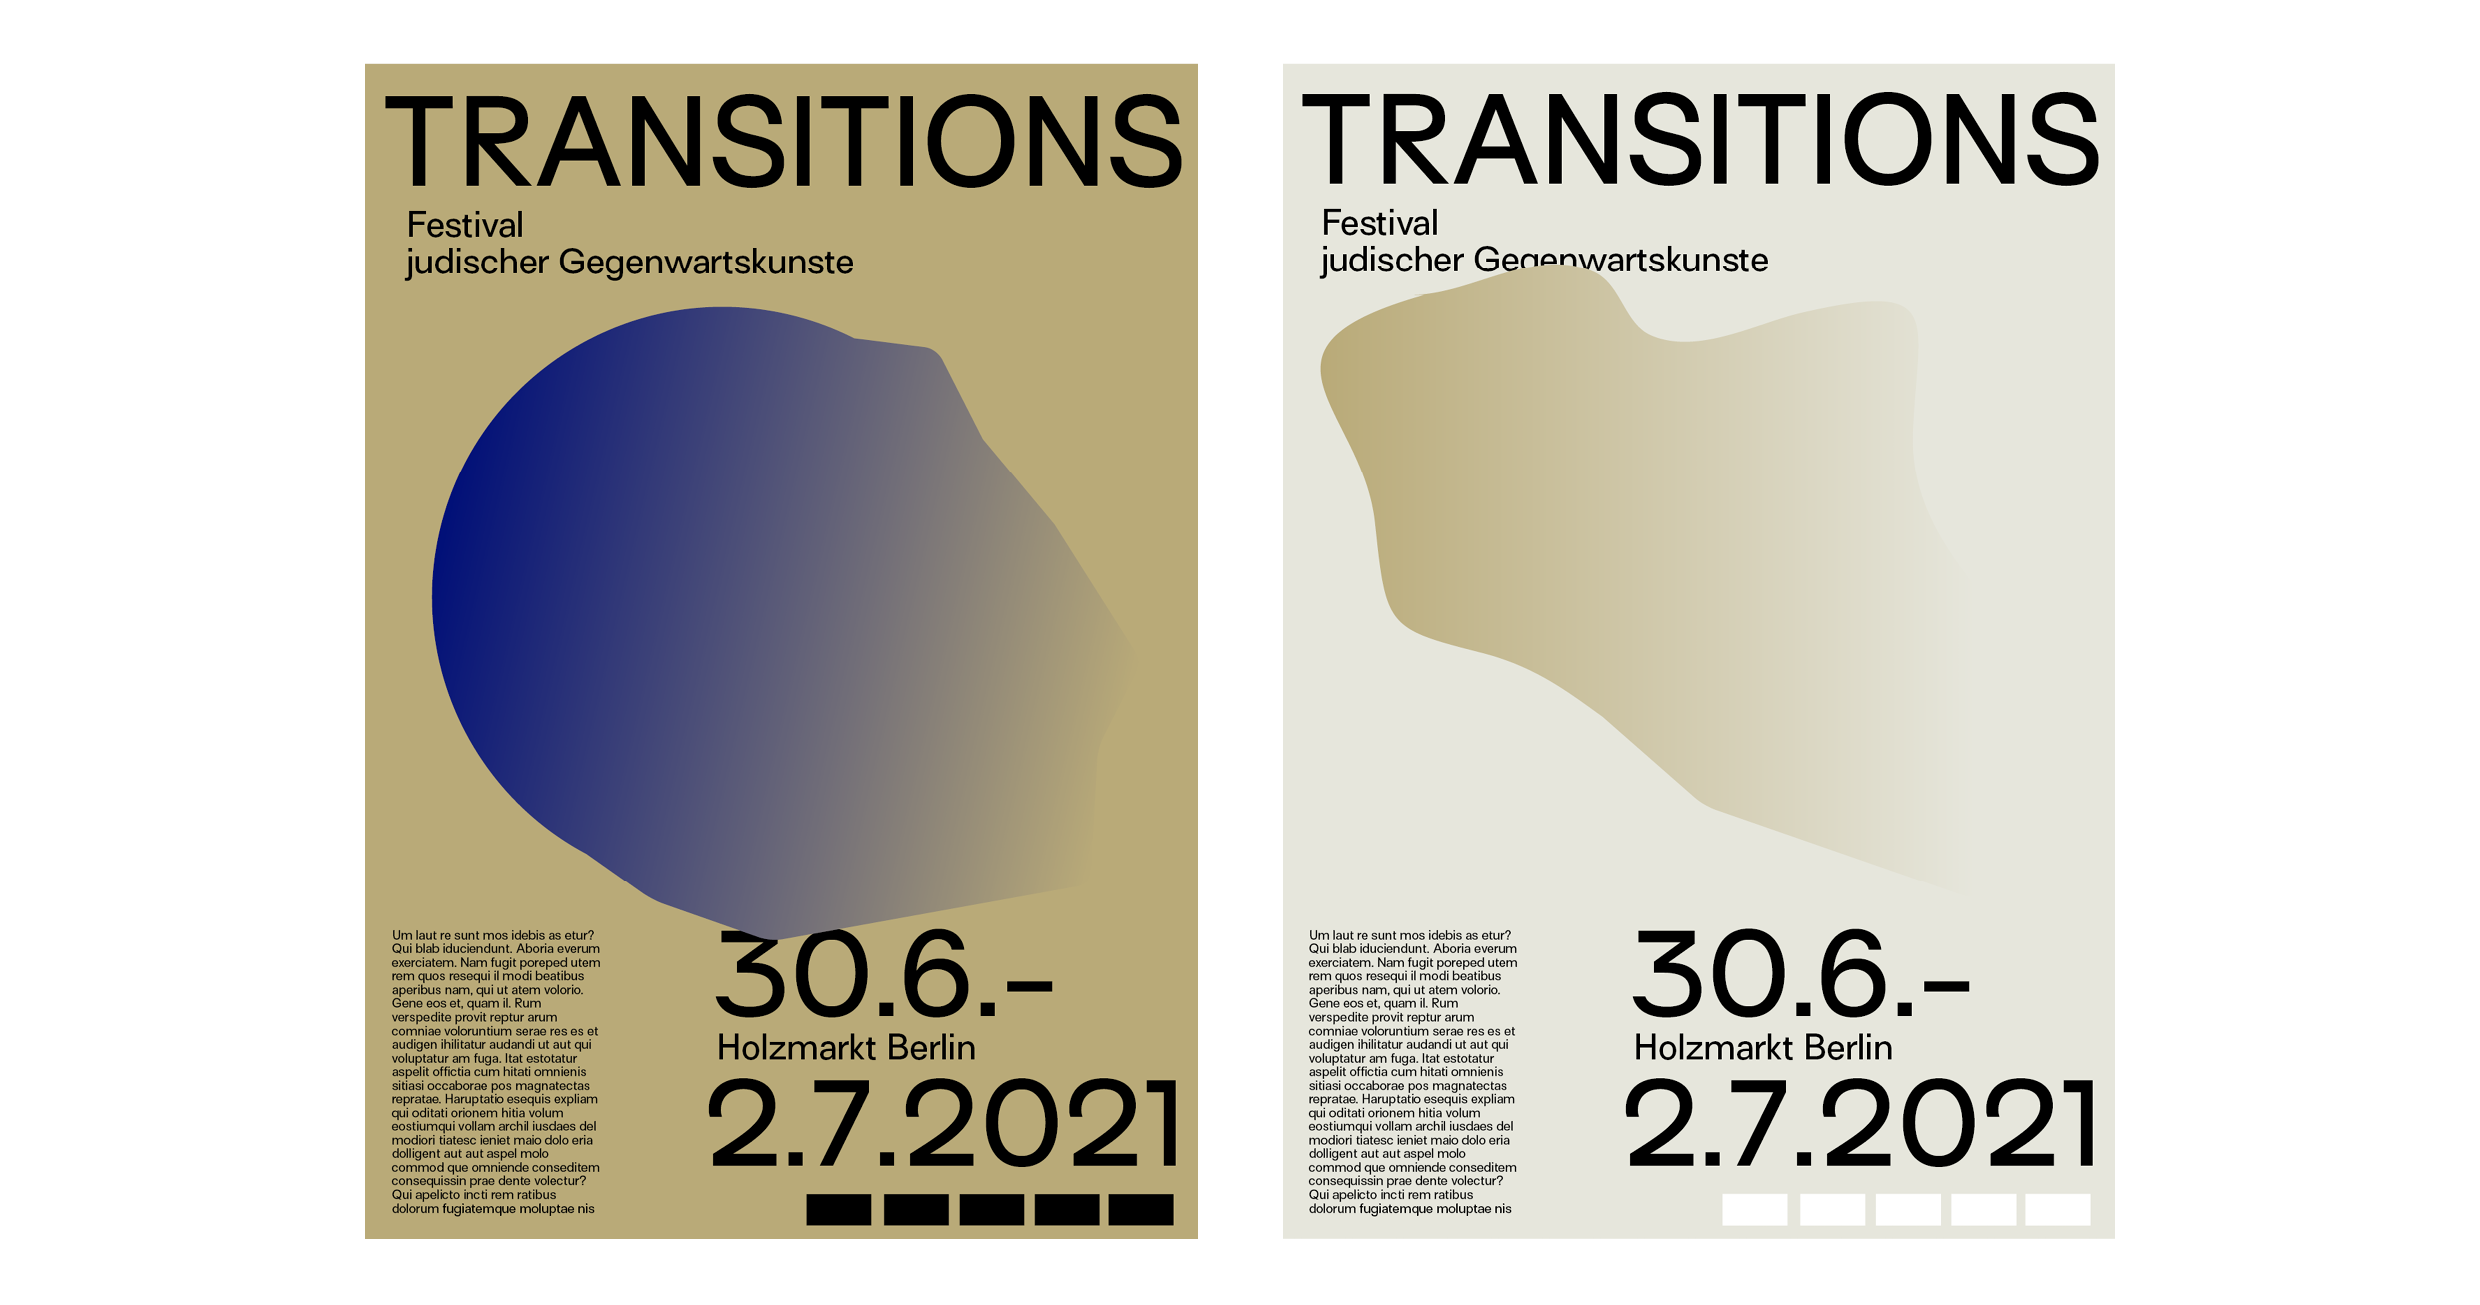 TRANSITIONS
Festival
judischer Gegenwartskunste
Um laut re sunt mos idebis as etur?
Qui blab iduciendunt. Aboria everum
exerciatem. Nam fugit poreped utem
rem quos resequi il modi beatibus
aperibus nam, qui ut atem volorio.
Gene eos et, quam il. Rum
verspedite provit reptur arum
comniae voloruntium serae res es et
audigen ihilitatur audandi ut aut qui
voluptatur am fuga. Itat estotatur
aspelit offictia cum hitati omnienis
sitiasi occaborae pos magnatectas
repratae. Haruptatio esequis expliam
qui oditati orionem hitia volum
eostiumqui vollam archil iusdaes del
modiori tiatesc ieniet maio dolo eria
dolligent aut aut aspel molo
commod que omniende conseditem
consequissin prae dente volectur?
Qui apelicto incti rem ratibus
dolorum fugiatemque moluptae nis
30.6.–
Holzmarkt Berlin
2.7.2021
TRANSITIONS
Festival
judischer Gegenwartskunste
Um laut re sunt mos idebis as etur?
Qui blab iduciendunt. Aboria everum
exerciatem. Nam fugit poreped utem
rem quos resequi il modi beatibus
aperibus nam, qui ut atem volorio.
Gene eos et, quam il. Rum
verspedite provit reptur arum
comniae voloruntium serae res es et
audigen ihilitatur audandi ut aut qui
voluptatur am fuga. Itat estotatur
aspelit offictia cum hitati omnienis
sitiasi occaborae pos magnatectas
repratae. Haruptatio esequis expliam
qui oditati orionem hitia volum
eostiumqui vollam archil iusdaes del
modiori tiatesc ieniet maio dolo eria
dolligent aut aut aspel molo
commod que omniende conseditem
consequissin prae dente volectur?
Qui apelicto incti rem ratibus
dolorum fugiatemque moluptae nis
30.6.–
Holzmarkt Berlin
2.7.2021